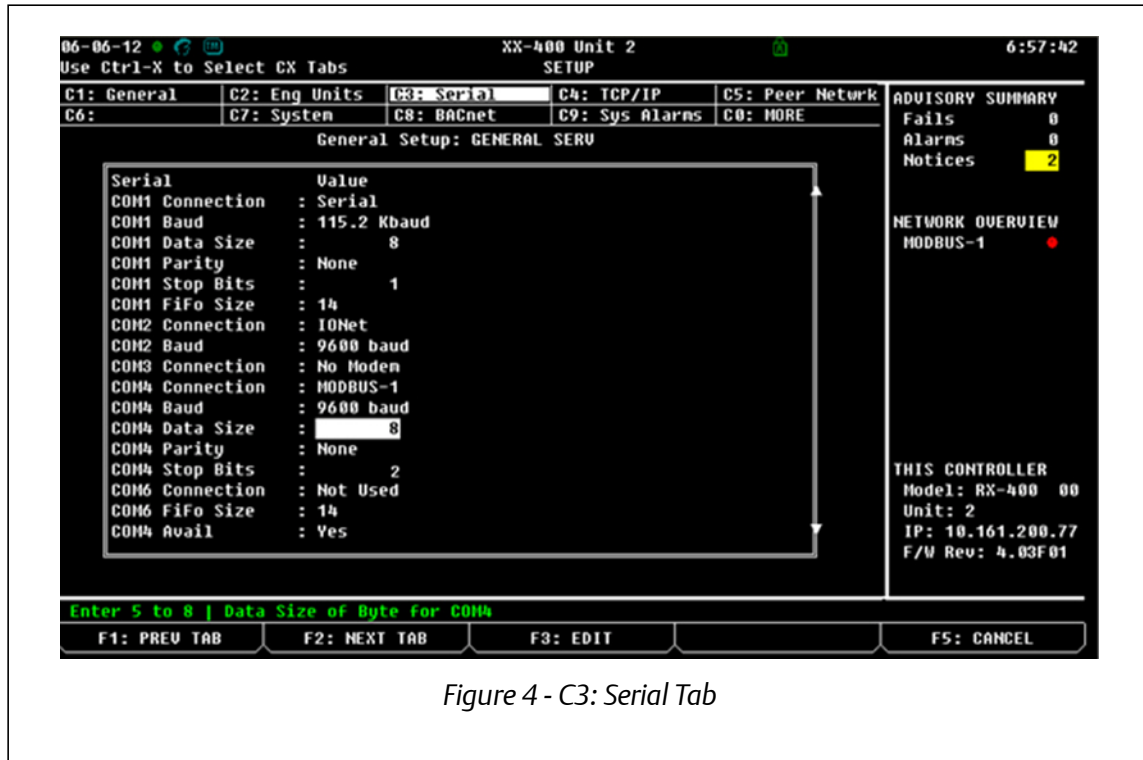 06-06-12 XX-400 Unit 2 6:57:42
Use Ctrl-X to Select CX Tabs SETUP
C1: General C2: Eng Units C3: Serial C4: TCP/IP C5: Peer Netwrk
C6: C7: System C8: BACnet C9: Sys Alarms C0: MORE
General Setup: GENERAL SERV
Serial Value
COM1 Connection : Serial
COM1 Baud : 115.2 Kbaud
COM1 Data Size : 8
COM1 Parity : None
COM1 Stop Bits : 1
COM1 FiFo Size : 14
COM2 Connection : IONet
COM2 Baud : 9600 baud
COM3 Connection : No Modem
COM4 Connection : MODBUS-1
COM4 Baud : 9600 baud
COM4 Data Size : 8
COM4 Parity : None
COM4 Stop Bits : 2
COM6 Connection : Not Used
COM6 FiFo Size : 14
COM4 Avail : Yes
ADVISORY SUMMARY
Fails 0
Alarms 0
Notices 2
NETWORK OVERVIEW
MODBUS-1
THIS CONTROLLER
Model: RX-400 00
Unit: 2
IP: 10.161.200.77
F/W Rev: 4.03F01
Enter 5 to 8 | Data Size of Byte for COM4
F1: PREV TAB F2: NEXT TAB F3: EDIT F5: CANCEL
Figure 4 - C3: Serial Tab